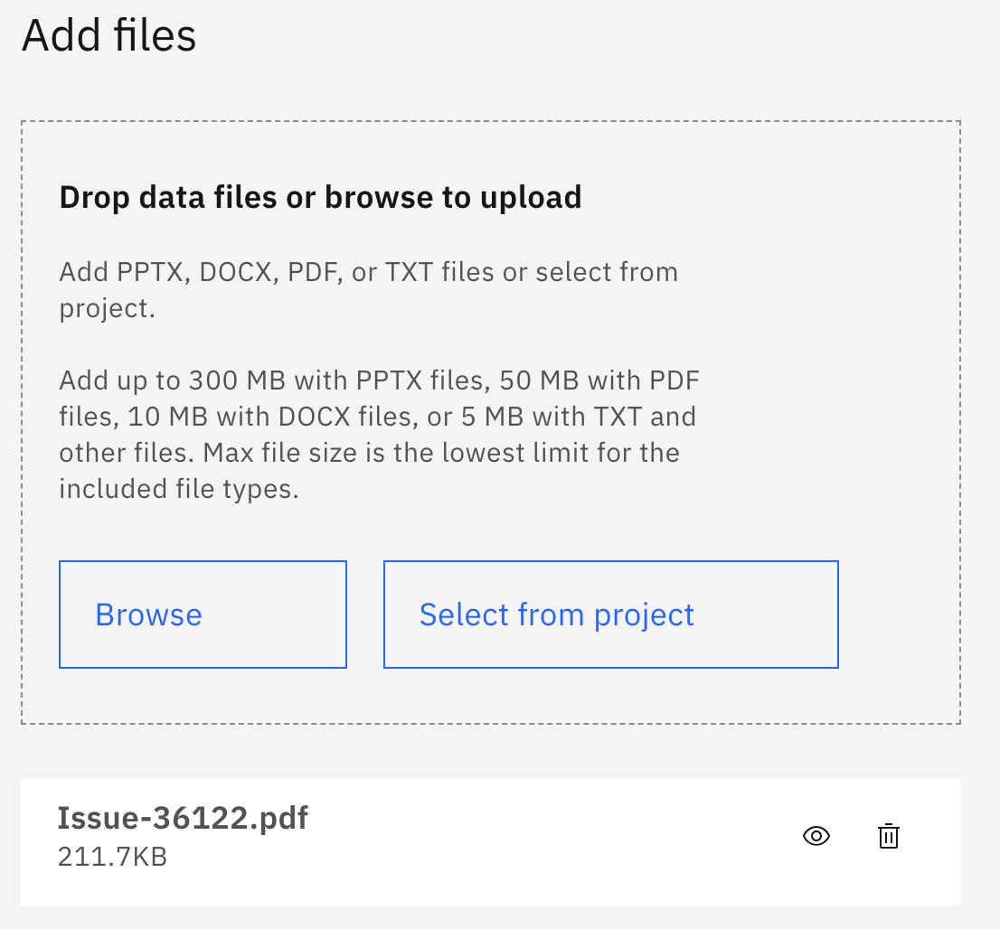 Add files
Drop data files or browse to upload
Add PPTX, DOCX, PDF, or TXT files or select from
project.
Add up to 300 MB with PPTX files, 50 MB with PDF
files, 10 MB with DOCX files, or 5 MB with TXT and
other files. Max file size is the lowest limit for the
included file types.
Browse
Select from project
Issue-36122.pdf
211.7KB